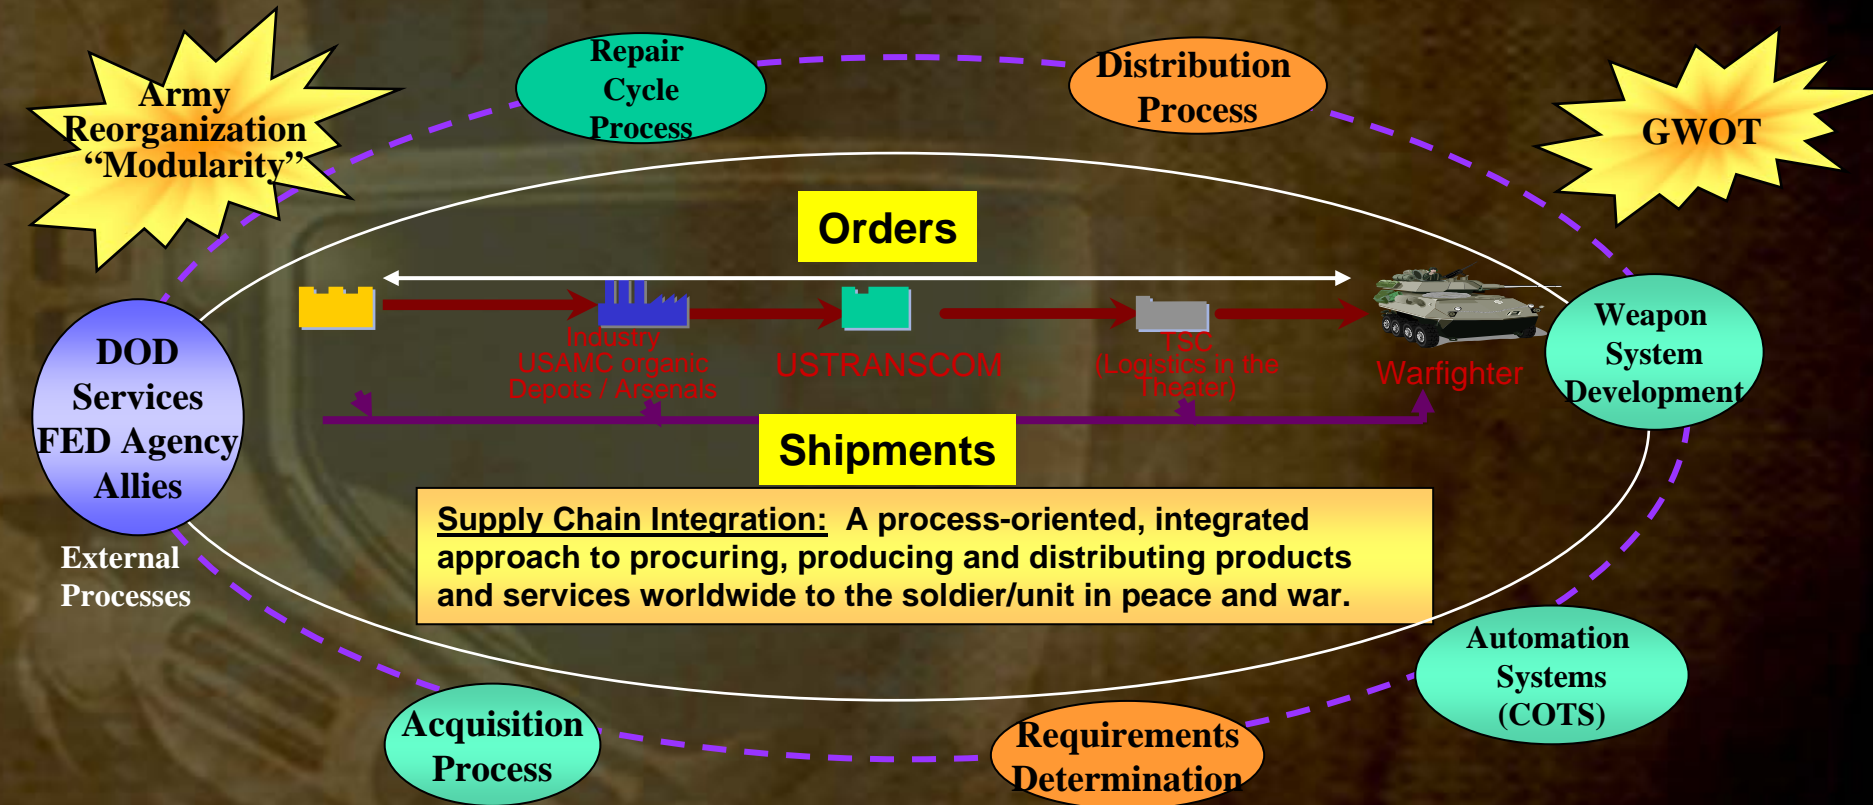 Army
Reorganization
“Modularity”
Repair
Cycle
Process
Distribution
Process
GWOT
Orders
Industry
USAMC organic
Depots / Arsenals
USTRANSCOM
TSC
(Logistics in the
Theater)
Warfighter
Weapon
System
Development
DOD
Services
FED Agency
Allies
External
Processes
Shipments
Supply Chain Integration: A process-oriented, integrated
approach to procuring, producing and distributing products
and services worldwide to the soldier/unit in peace and war.
Automation
Systems
(COTS)
Acquisition
Process
Requirements
Determination